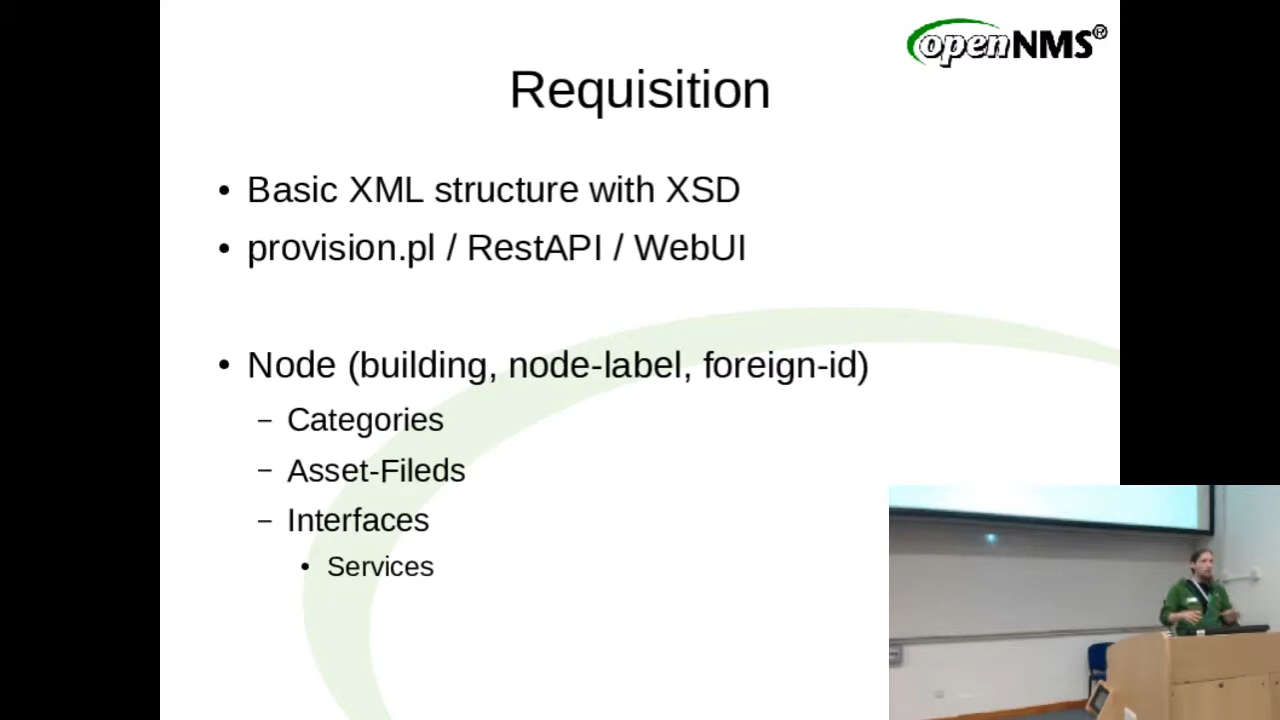 openNMS®
Requisition
• Basic XML structure with XSD
• provision.pl / RestAPI / WebUI
• Node (building, node-label, foreign-id)
– Categories
– Asset-Fileds
– Interfaces
• Services